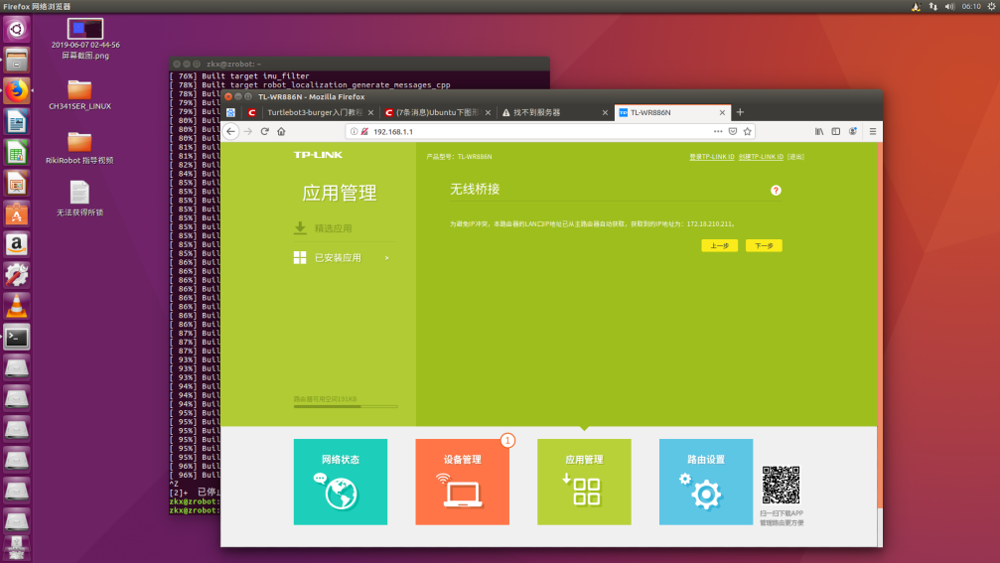 Firefox 网络浏览器
06:10
2019-06-07 02-44-56
屏幕截图.png
CH341SER_LINUX
RikiRobot 指导视频
无法获得所锁
zkx@zrobot: ~
[ 76%] Built target imu_filter
[ 78%] Built target robot_localization_generate_messages_cpp
[ 78%] Buil
[ 79%] Buil
[ 79%] Buil
[ 80%] Buil
[ 80%] Buil
[ 80%] Buil
[ 81%] Buil
[ 81%] Buil
[ 82%] Buil
[ 84%] Buil
[ 85%] Buil
[ 85%] Buil
[ 85%] Buil
[ 85%] Buil
[ 85%] Buil
[ 85%] Buil
[ 85%] Buil
[ 85%] Buil
[ 85%] Buil
[ 86%] Buil
[ 86%] Buil
[ 86%] Buil
[ 86%] Buil
[ 86%] Buil
[ 86%] Buil
[ 86%] Buil
[ 86%] Buil
[ 87%] Buil
[ 87%] Buil
[ 87%] Buil
[ 93%] Buil
[ 93%] Buil
[ 93%] Buil
[ 94%] Buil
[ 94%] Buil
[ 94%] Buil
[ 95%] Buil
[ 95%] Buil
[ 95%] Buil
[ 95%] Buil
[ 95%] Buil
[ 95%] Buil
[ 96%] Buil
[ 96%] Buil
^Z
[2]+ 已停止
zkx@zrobot:
zkx@zrobot:
TL-WR886N - Mozilla Firefox
Turtlebot3-burger入门教程
(7条消息)Ubuntu下图形
找不到服务器
TL-WR886N
192.168.1.1
TP-LINK
产品型号：TL-WR886N
登录TP-LINK ID 创建TP-LINK ID [退出]
应用管理
精选应用
已安装应用 >
路由器可用空间191KB
无线桥接
?
为避免IP冲突，本路由器的LAN口IP地址已从主路由器自动获取，获取到的IP地址为：172.18.210.211。
上一步 下一步
网络状态
设备管理
1
应用管理
路由设置
扫一扫下载APP
管理路由更方便